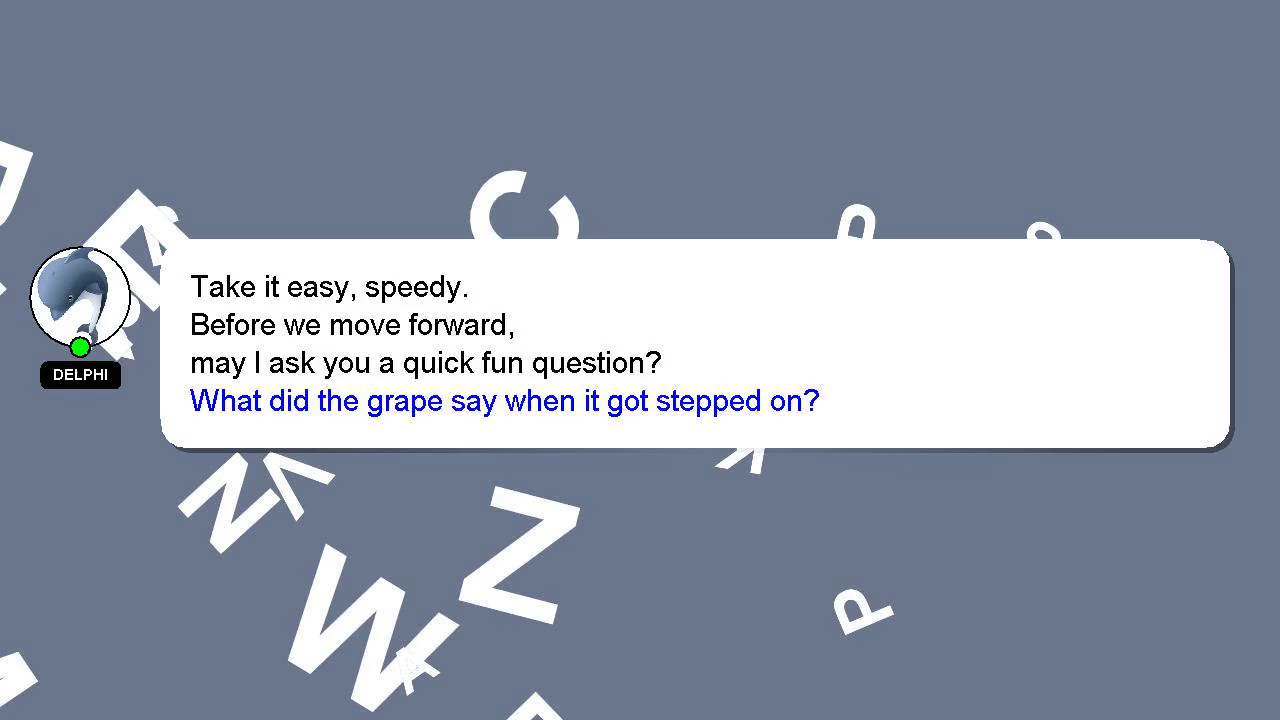 Take it easy, speedy.
Before we move forward,
may I ask you a quick fun question?
What did the grape say when it got stepped on?
DELPHI
C
N
V
Z
W
A
K
P